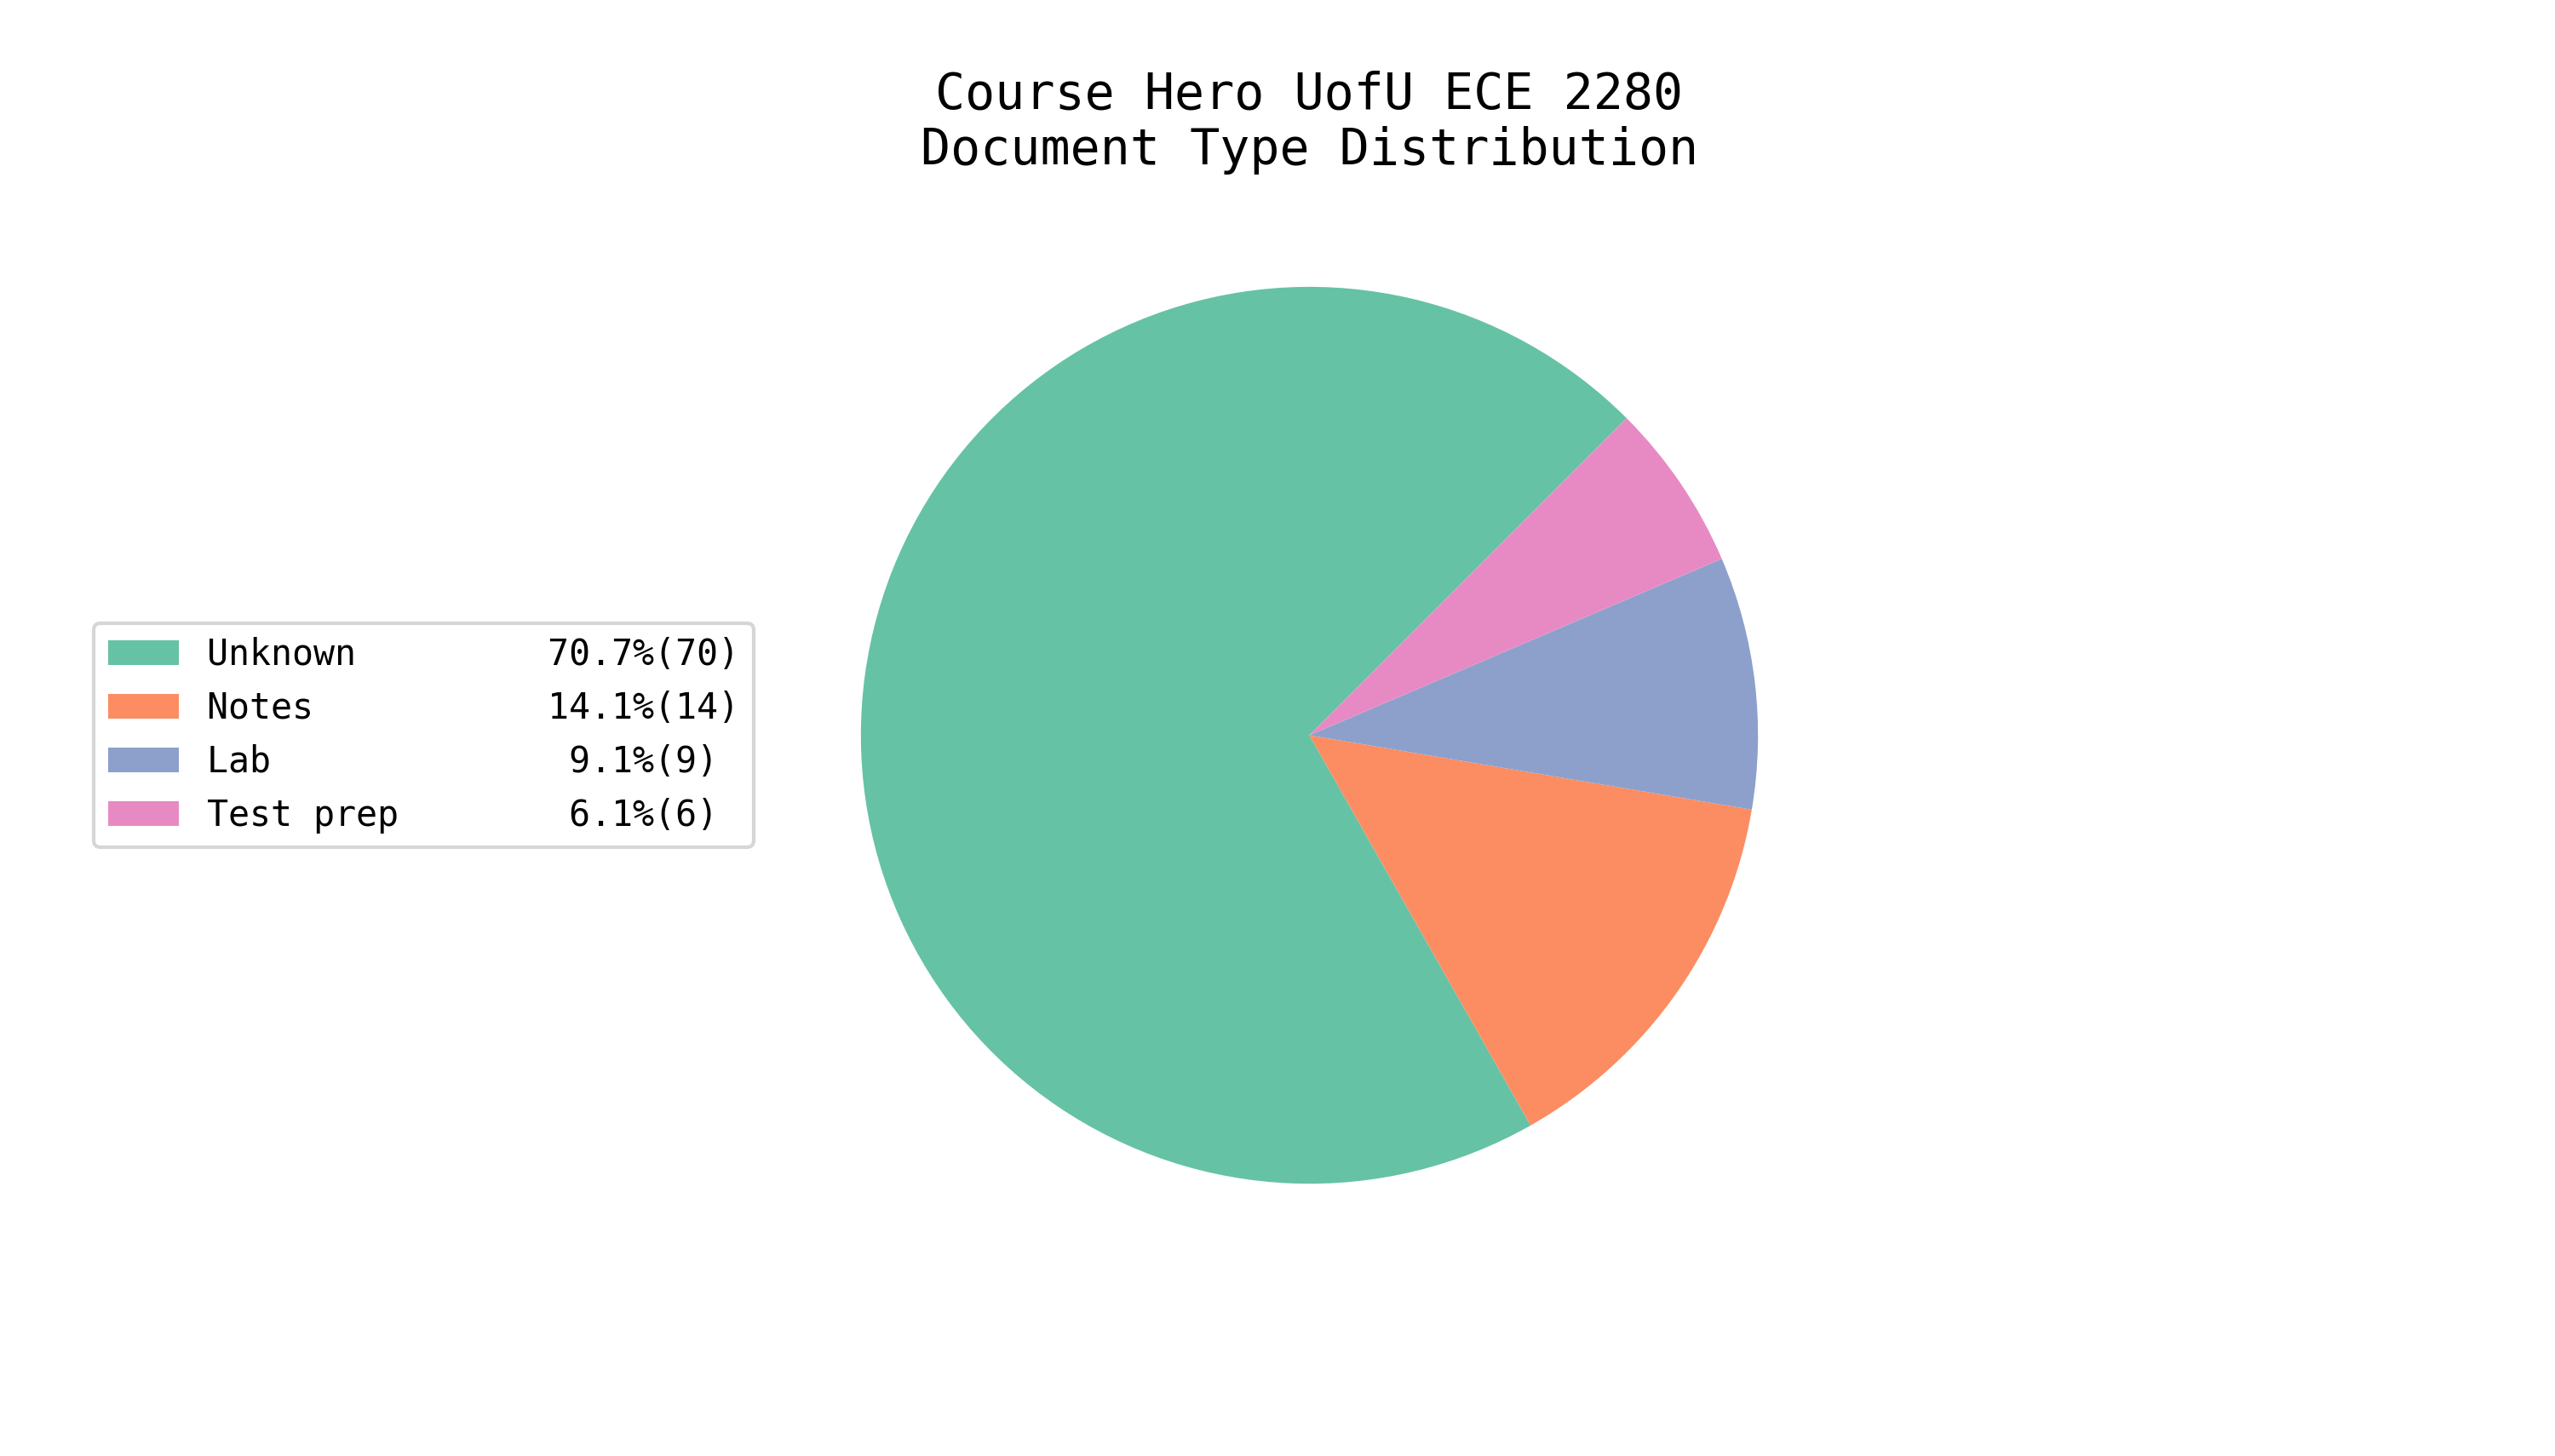 Course Hero UofU ECE 2280
Document Type Distribution
Unknown 70.7%(70)
Notes 14.1%(14)
Lab 9.1%(9)
Test prep 6.1%(6)